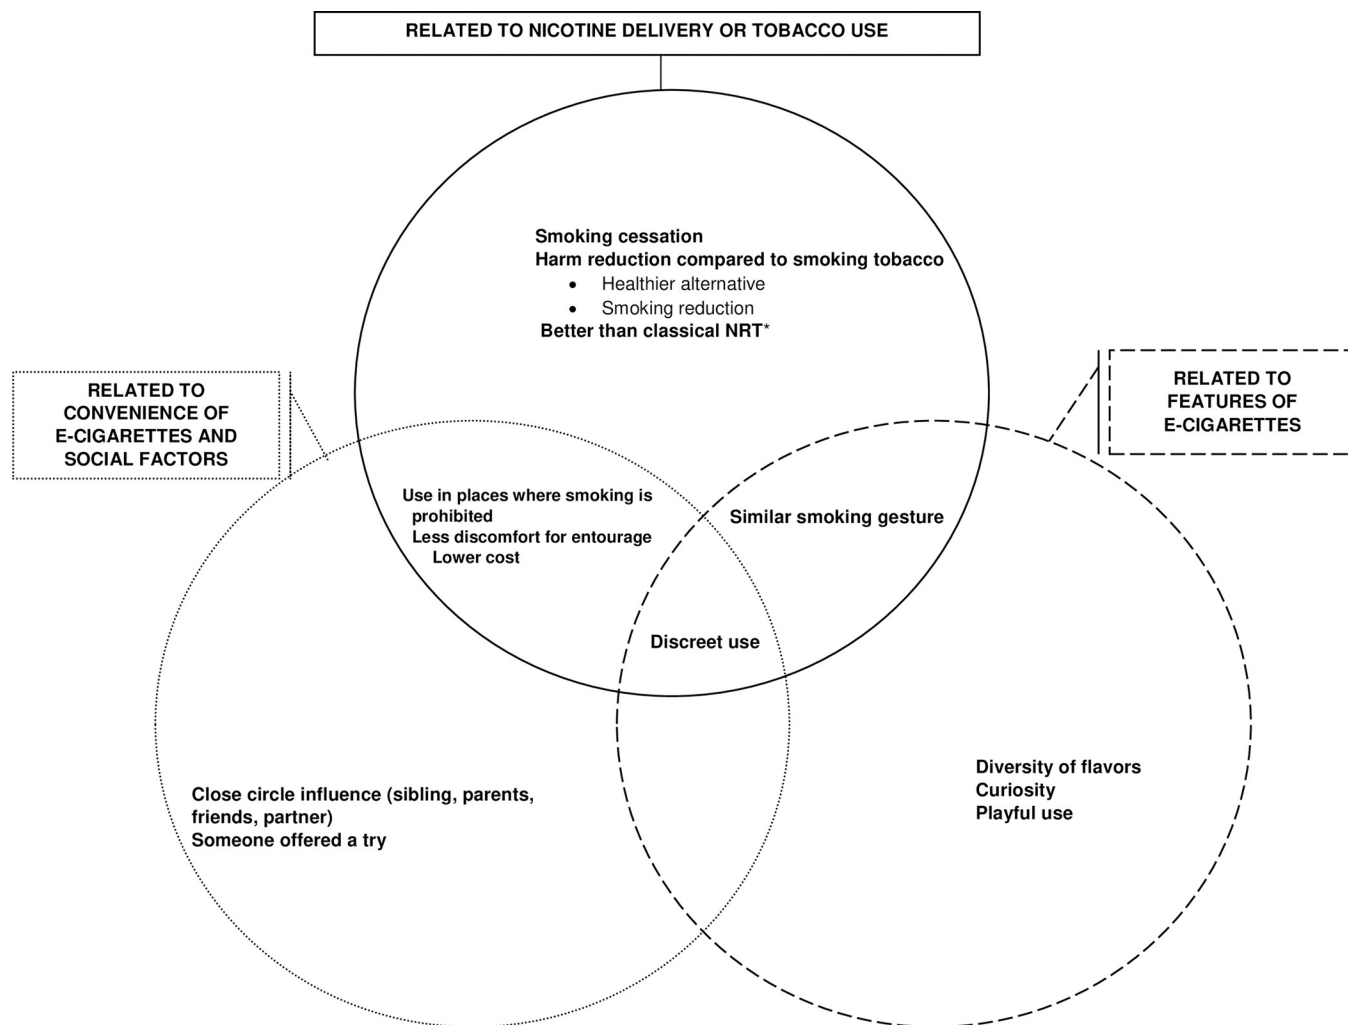 RELATED TO NICOTINE DELIVERY OR TOBACCO USE
Smoking cessation
Harm reduction compared to smoking tobacco
• Healthier alternative
• Smoking reduction
Better than classical NRT*
RELATED TO
CONVENIENCE OF
E-CIGARETTES AND
SOCIAL FACTORS
RELATED TO
FEATURES OF
E-CIGARETTES
Use in places where smoking is
prohibited
Less discomfort for entourage
Lower cost
Similar smoking gesture
Discreet use
Close circle influence (sibling, parents,
friends, partner)
Someone offered a try
Diversity of flavors
Curiosity
Playful use